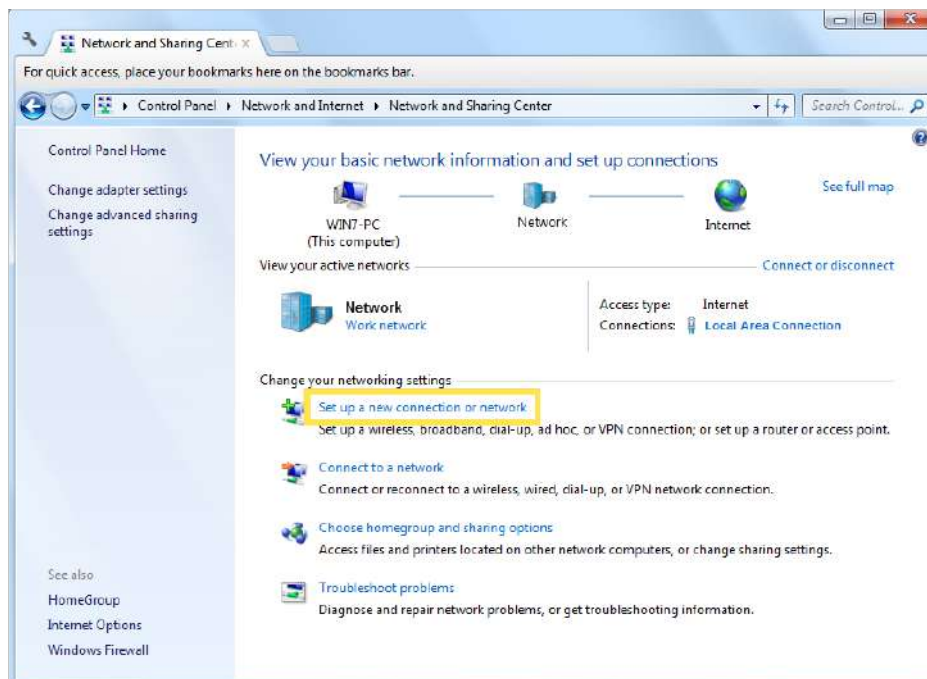 Network and Sharing Cent
For quick access, place your bookmarks here on the bookmarks bar.
Control Panel Network and Internet Network and Sharing Center
Search Control...
Control Panel Home
Change adapter settings
Change advanced sharing
settings
See also
HomeGroup
Internet Options
Windows Firewall
View your basic network information and set up connections
See full map
WIN7-PC
(This computer)
Network
Internet
View your active networks
Connect or disconnect
Network
Work network
Access type: Internet
Connections: Local Area Connection
Change your networking settings
Set up a new connection or network
Set up a wireless, broadband, dial-up, ad hoc, or VPN connection; or set up a router or access point.
Connect to a network
Connect or reconnect to a wireless, wired, dial-up, or VPN network connection.
Choose homegroup and sharing options
Access files and printers located on other network computers, or change sharing settings.
Troubleshoot problems
Diagnose and repair network problems, or get troubleshooting information.